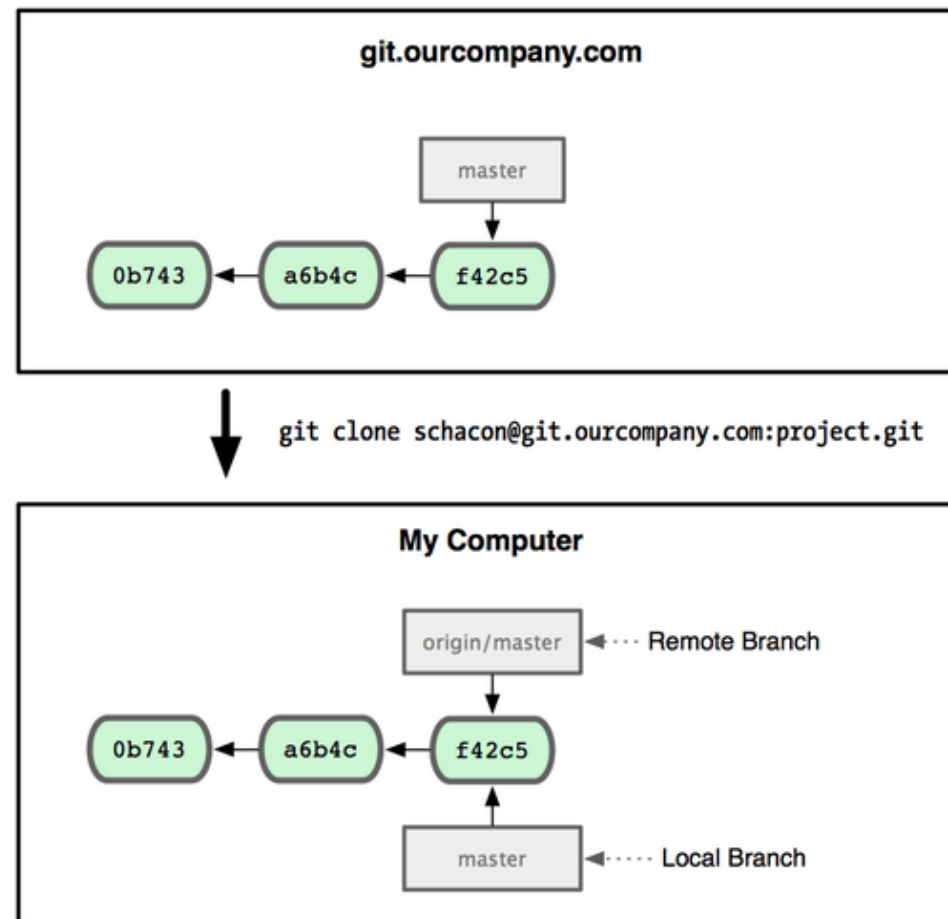 git.ourcompany.com
master
0b743 a6b4c f42c5
git clone schacon@git.ourcompany.com:project.git
My Computer
origin/master Remote Branch
0b743 a6b4c f42c5
master Local Branch